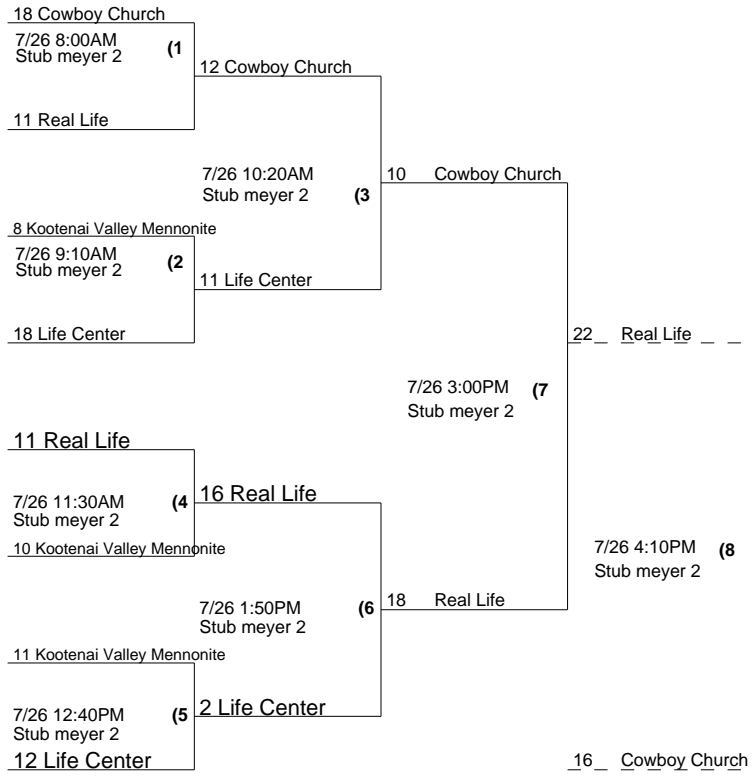 18 Cowboy Church
7/26 8:00AM (1
Stub meyer 2
12 Cowboy Church
11 Real Life
7/26 10:20AM
Stub meyer 2 (3
10 Cowboy Church
8 Kootenai Valley Mennonite
7/26 9:10AM (2
Stub meyer 2
11 Life Center
18 Life Center
22 Real Life
7/26 3:00PM (7
Stub meyer 2
11 Real Life
7/26 11:30AM (4
Stub meyer 2
16 Real Life
10 Kootenai Valley Mennonite
7/26 4:10PM (8
Stub meyer 2
7/26 1:50PM (6
Stub meyer 2
18 Real Life
11 Kootenai Valley Mennonite
7/26 12:40PM (5
Stub meyer 2
2 Life Center
12 Life Center
16 Cowboy Church